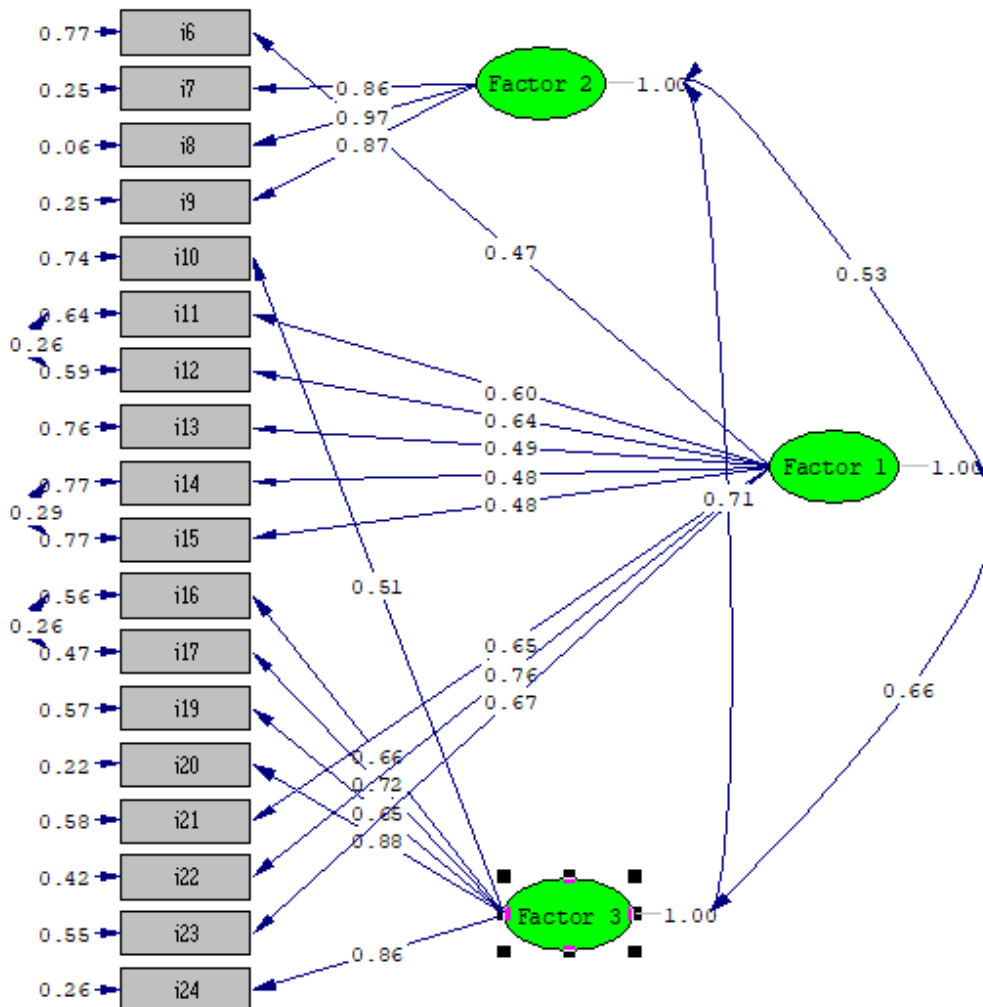 0.77 i6
Factor 2 1.00
0.25 i7 0.86
0.97
0.06 i8 0.87
0.25 i9
0.74 i10 0.47
0.53
0.64 i11
0.26
0.59 i12 0.60
0.64
0.76 i13 0.49
Factor 1 1.00
0.77 i14 0.48
0.29 0.48 0.71
0.77 i15
0.56 i16 0.51
0.26
0.47 i17 0.65
0.76
0.66
0.57 i19 0.67
0.22 i20 0.66
0.72
0.58 i21 0.65
0.88
0.42 i22
0.55 i23 Factor 3 1.00
0.86
0.26 i24